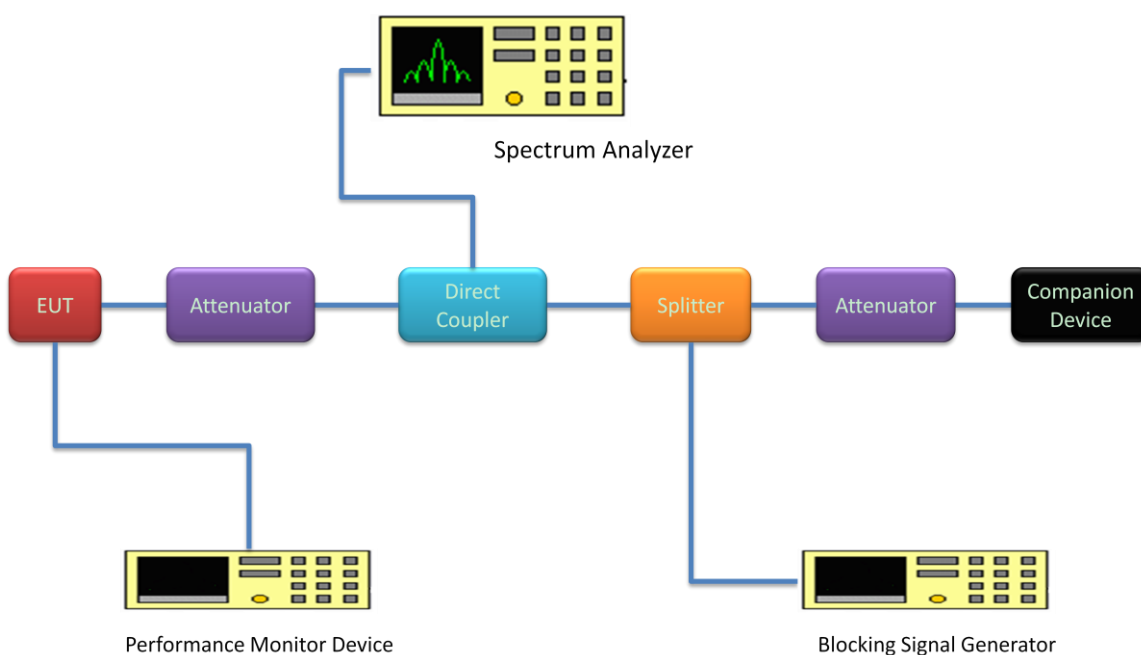 Spectrum Analyzer
EUT
Attenuator
Direct
Coupler
Splitter
Attenuator
Companion
Device
Performance Monitor Device
Blocking Signal Generator